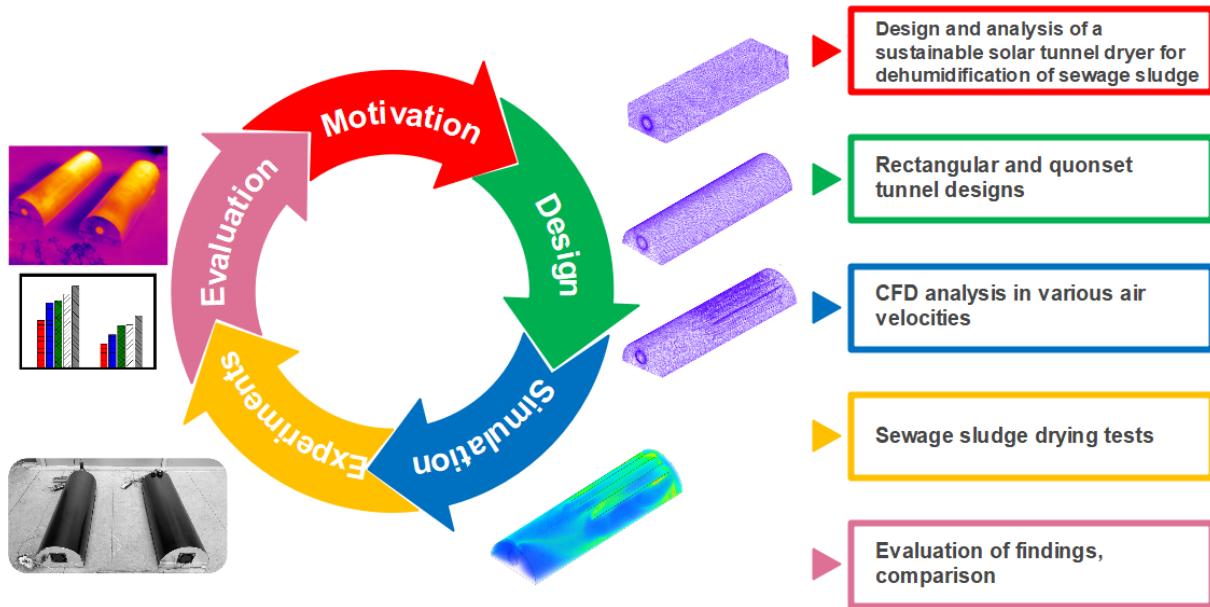 Motivation
Design
Simulation
Experiments
Evaluation
Design and analysis of a
sustainable solar tunnel dryer for
dehumidification of sewage sludge
Rectangular and quonset
tunnel designs
CFD analysis in various air
velocities
Sewage sludge drying tests
Evaluation of findings,
comparison